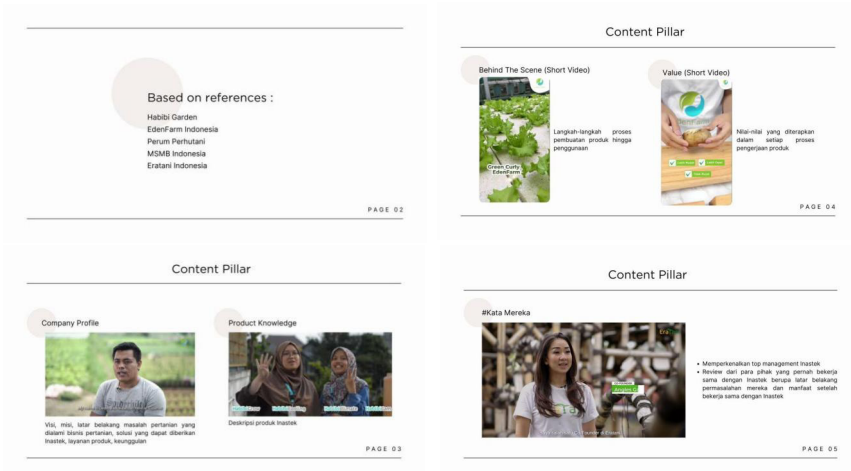 Based on references :
Habibi Garden
EdenFarm Indonesia
Perum Perhutani
MSMB Indonesia
Eratani Indonesia
PAGE 02
Content Pillar
Company Profile
Visi, misi, latar belakang masalah pertanian yang
dialami bisnis pertanian, solusi yang dapat diberikan
Inastek, layanan produk, keunggulan
Product Knowledge
Deskripsi produk Inastek
PAGE 03
Content Pillar
Behind The Scene (Short Video)
Green Curly
EdenFarm
Langkah-langkah proses
pembuatan produk hingga
penggunaan
Value (Short Video)
Nilai-nilai yang diterapkan
dalam setiap proses
pengerjaan produk
PAGE 04
Content Pillar
#Kata Mereka
• Memperkenalkan top management Inastek
• Review dari para pihak yang pernah bekerja
sama dengan Inastek berupa latar belakang
permasalahan mereka dan manfaat setelah
bekerja sama dengan Inastek
PAGE 05